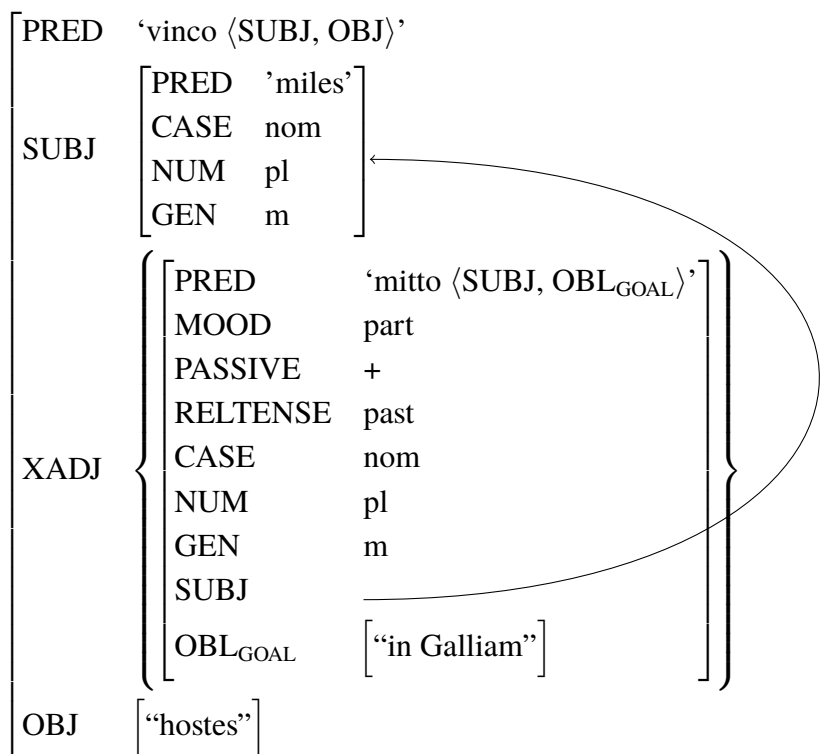 PRED ‘vinco ⟨SUBJ, OBJ⟩’
PRED ’miles’
CASE nom
SUBJ
NUM pl
GEN m
PRED ‘mitto ⟨SUBJ, OBL_GOAL⟩’
MOOD part
PASSIVE +
RELTENSE past
CASE nom
XADJ
NUM pl
GEN m
SUBJ
OBL_GOAL “in Galliam”
OBJ “hostes”